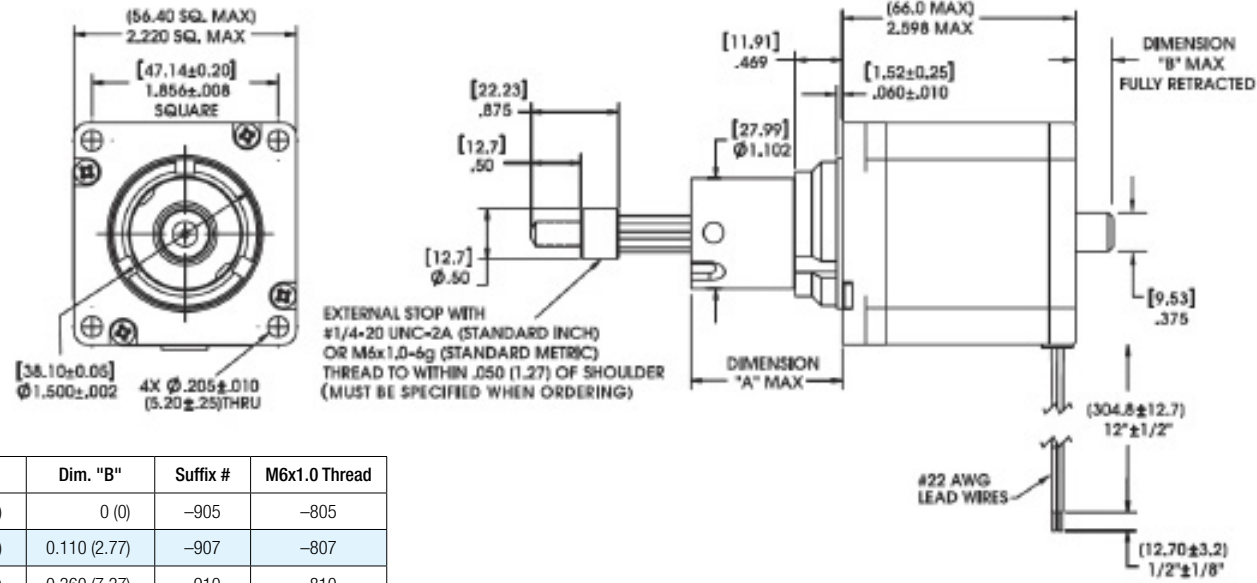 (56.40 SQ. MAX)
2.220 SQ. MAX
[47.14±0.20]
1.856±.008
SQUARE
[38.10±0.05]
Ø1.500±.002
4X Ø.205±.010
(5.20±.25)THRU
[22.23]
.875
[12.7]
.50
[12.7]
Ø.50
EXTERNAL STOP WITH
#1/4-20 UNC-2A (STANDARD INCH)
OR M6x1.0-6g (STANDARD METRIC)
THREAD TO WITHIN .050 (1.27) OF SHOULDER
(MUST BE SPECIFIED WHEN ORDERING)
[11.91]
.469
[27.99]
Ø1.102
DIMENSION
"A" MAX
(66.0 MAX)
2.598 MAX
[1.52±0.25]
.060±.010
DIMENSION
"B" MAX
FULLY RETRACTED
[9.53]
.375
(304.8±12.7)
12"±1/2"
#22 AWG
LEAD WIRES
(12.70±3.2)
1/2"±1/8"
Dim. "B" Suffix # M6x1.0 Thread
) 0 (0) –905 –805
) 0.110 (2.77) –907 –807